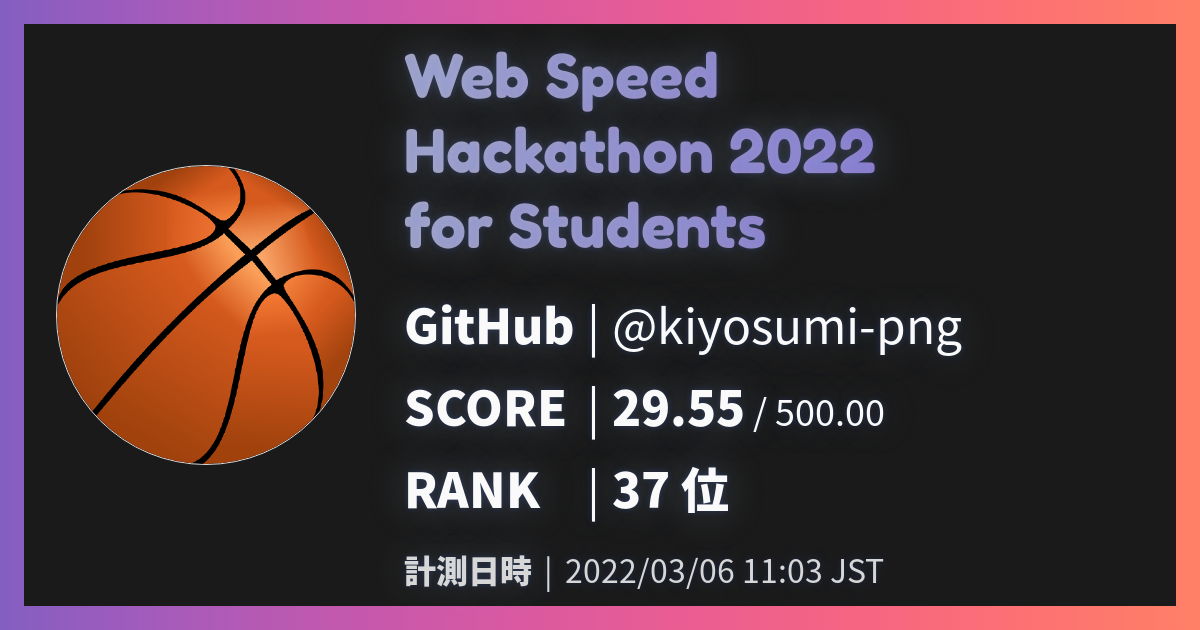 Web Speed
Hackathon 2022
for Students
GitHub | @kiyosumi-png
SCORE | 29.55 / 500.00
RANK | 37 位
計測日時 | 2022/03/06 11:03 JST